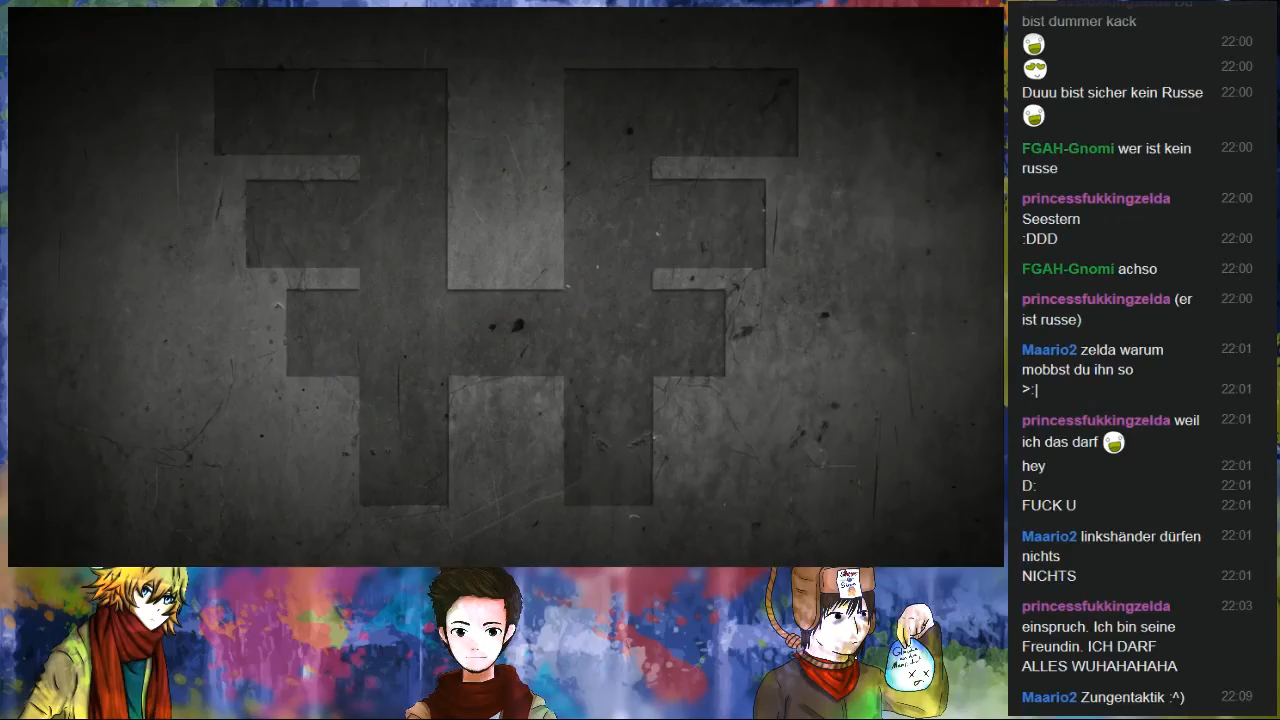 bist dummer kack
22:00
22:00
Duuu bist sicher kein Russe 22:00
FGAH-Gnomi wer ist kein 22:00
russe
princessfukkingzelda 22:00
Seestern
:DDD 22:00
FGAH-Gnomi achso 22:00
princessfukkingzelda (er 22:00
ist russe)
Maario2 zelda warum 22:01
mobbst du ihn so
>:| 22:01
princessfukkingzelda weil 22:01
ich das darf
hey 22:01
D: 22:01
FUCK U 22:01
Maario2 linkshänder dürfen 22:01
nichts
NICHTS 22:01
princessfukkingzelda 22:03
einspruch. Ich bin seine
Freundin. ICH DARF
ALLES WUHAHAHAHA
Maario2 Zungentaktik :^) 22:09